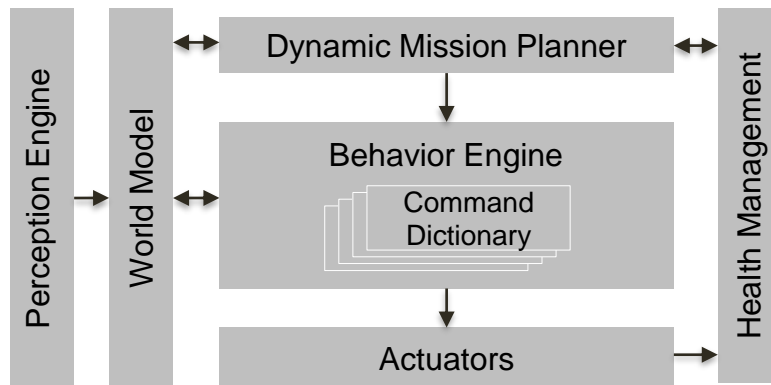 Perception Engine
World Model
Dynamic Mission Planner
Behavior Engine
Command
Dictionary
Actuators
Health Management